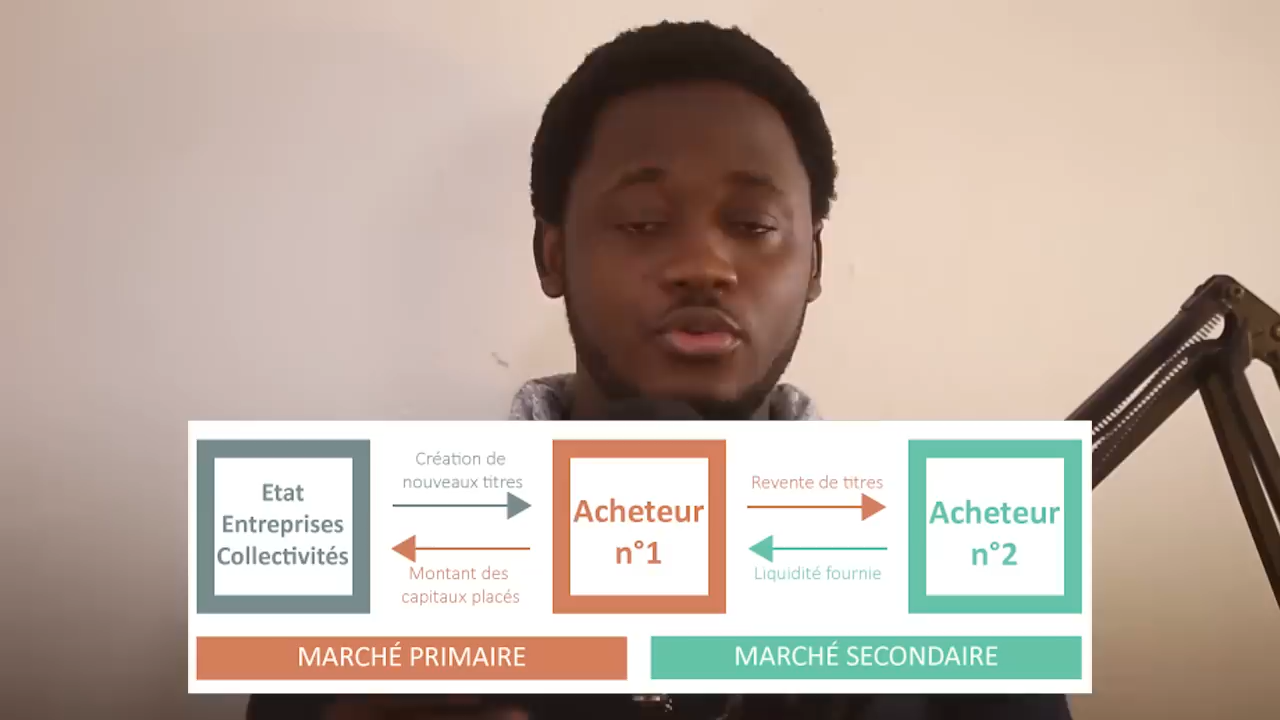 Etat
Entreprises
Collectivités
Création de
nouveaux titres
Montant des
capitaux placés
Acheteur
n°1
Revente de titres
Liquidité fournie
Acheteur
n°2
MARCHÉ PRIMAIRE
MARCHÉ SECONDAIRE